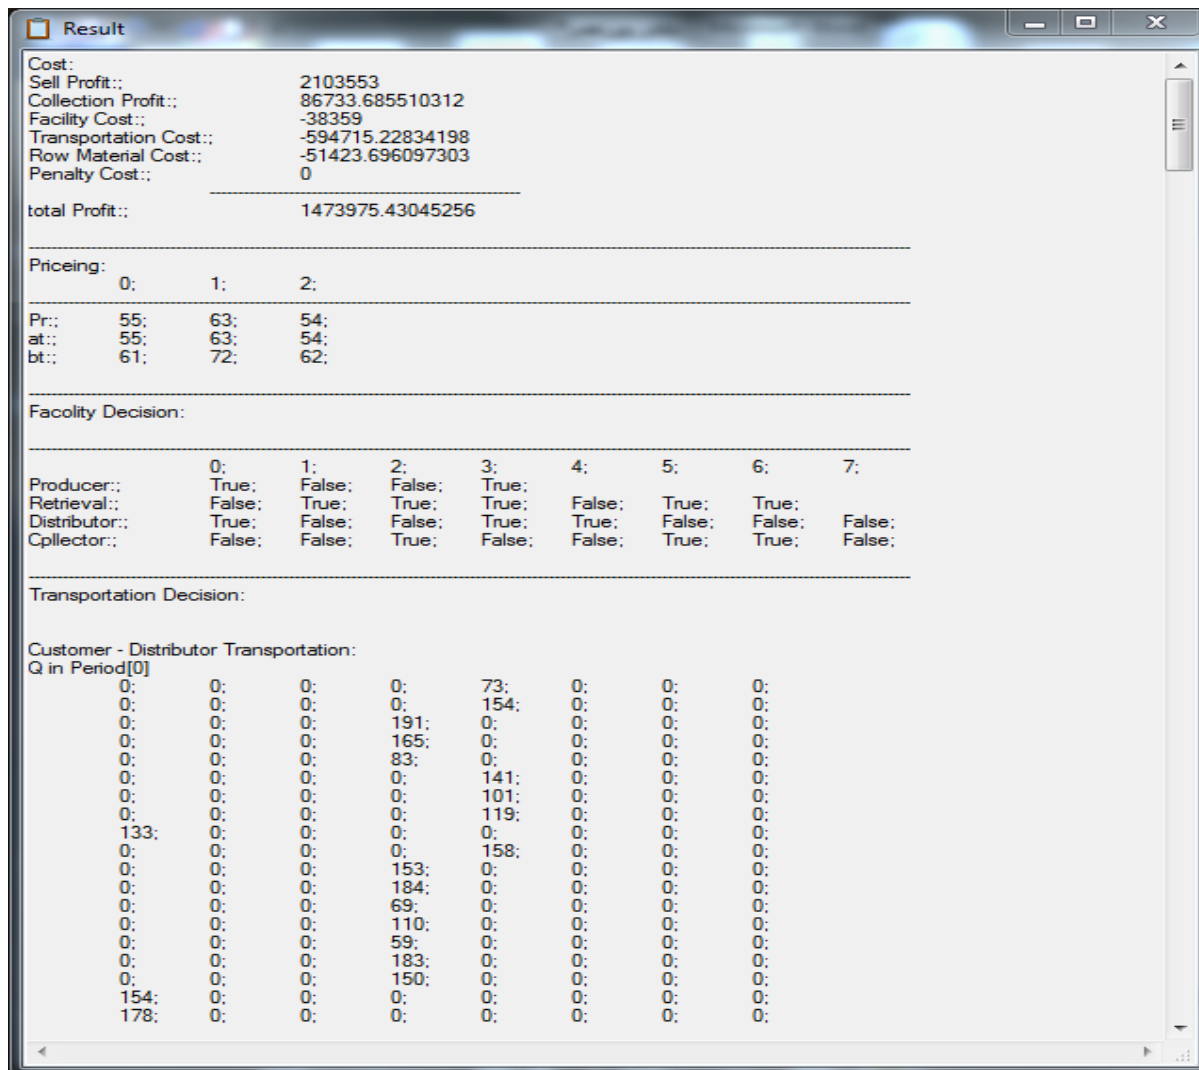 Result
Cost:
Sell Profit:; 2103553
Collection Profit:; 86733.685510312
Facility Cost:; -38359
Transportation Cost:; -594715.22834198
Row Material Cost:; -51423.696097303
Penalty Cost:; 0
total Profit:; 1473975.43045256
Priceing:
0; 1; 2;
Pr:; 55; 63; 54;
at:; 55; 63; 54;
bt:; 61; 72; 62;
Facolity Decision:
0; 1; 2; 3; 4; 5; 6; 7;
Producer:; True; False; False; True;
Retrieval:; False; True; True; True; False; True; True;
Distributor:; True; False; False; True; True; False; False; False;
Cpllector:; False; False; True; False; False; True; True; False;
Transportation Decision:
Customer - Distributor Transportation:
Q in Period[0]
0; 0; 0; 0; 73; 0; 0; 0;
0; 0; 0; 0; 154; 0; 0; 0;
0; 0; 0; 191; 0; 0; 0; 0;
0; 0; 0; 165; 0; 0; 0; 0;
0; 0; 0; 83; 0; 0; 0; 0;
0; 0; 0; 0; 141; 0; 0; 0;
0; 0; 0; 0; 101; 0; 0; 0;
0; 0; 0; 0; 119; 0; 0; 0;
133; 0; 0; 0; 0; 0; 0; 0;
0; 0; 0; 0; 158; 0; 0; 0;
0; 0; 0; 153; 0; 0; 0; 0;
0; 0; 0; 184; 0; 0; 0; 0;
0; 0; 0; 69; 0; 0; 0; 0;
0; 0; 0; 110; 0; 0; 0; 0;
0; 0; 0; 59; 0; 0; 0; 0;
0; 0; 0; 183; 0; 0; 0; 0;
0; 0; 0; 150; 0; 0; 0; 0;
154; 0; 0; 0; 0; 0; 0; 0;
178; 0; 0; 0; 0; 0; 0; 0;